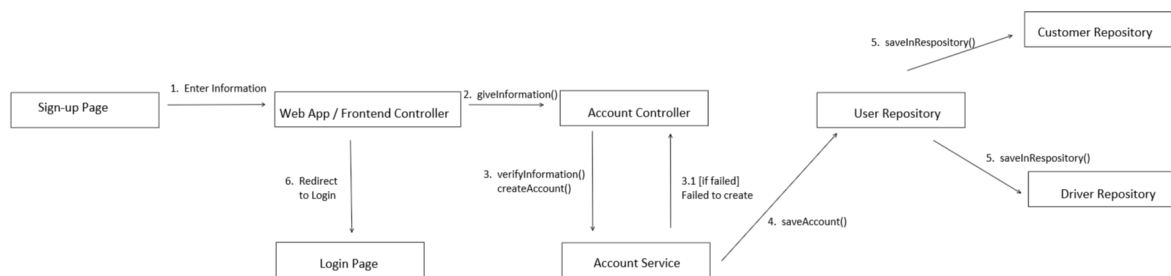 5. saveInRespository()
Customer Repository
1. Enter Information
2. giveInformation()
Sign-up Page
Web App / Frontend Controller
Account Controller
User Repository
5. saveInRespository()
6. Redirect
to Login
3. verifyInformation()
createAccount()
3.1 [if failed]
Failed to create
Driver Repository
4. saveAccount()
Login Page
Account Service